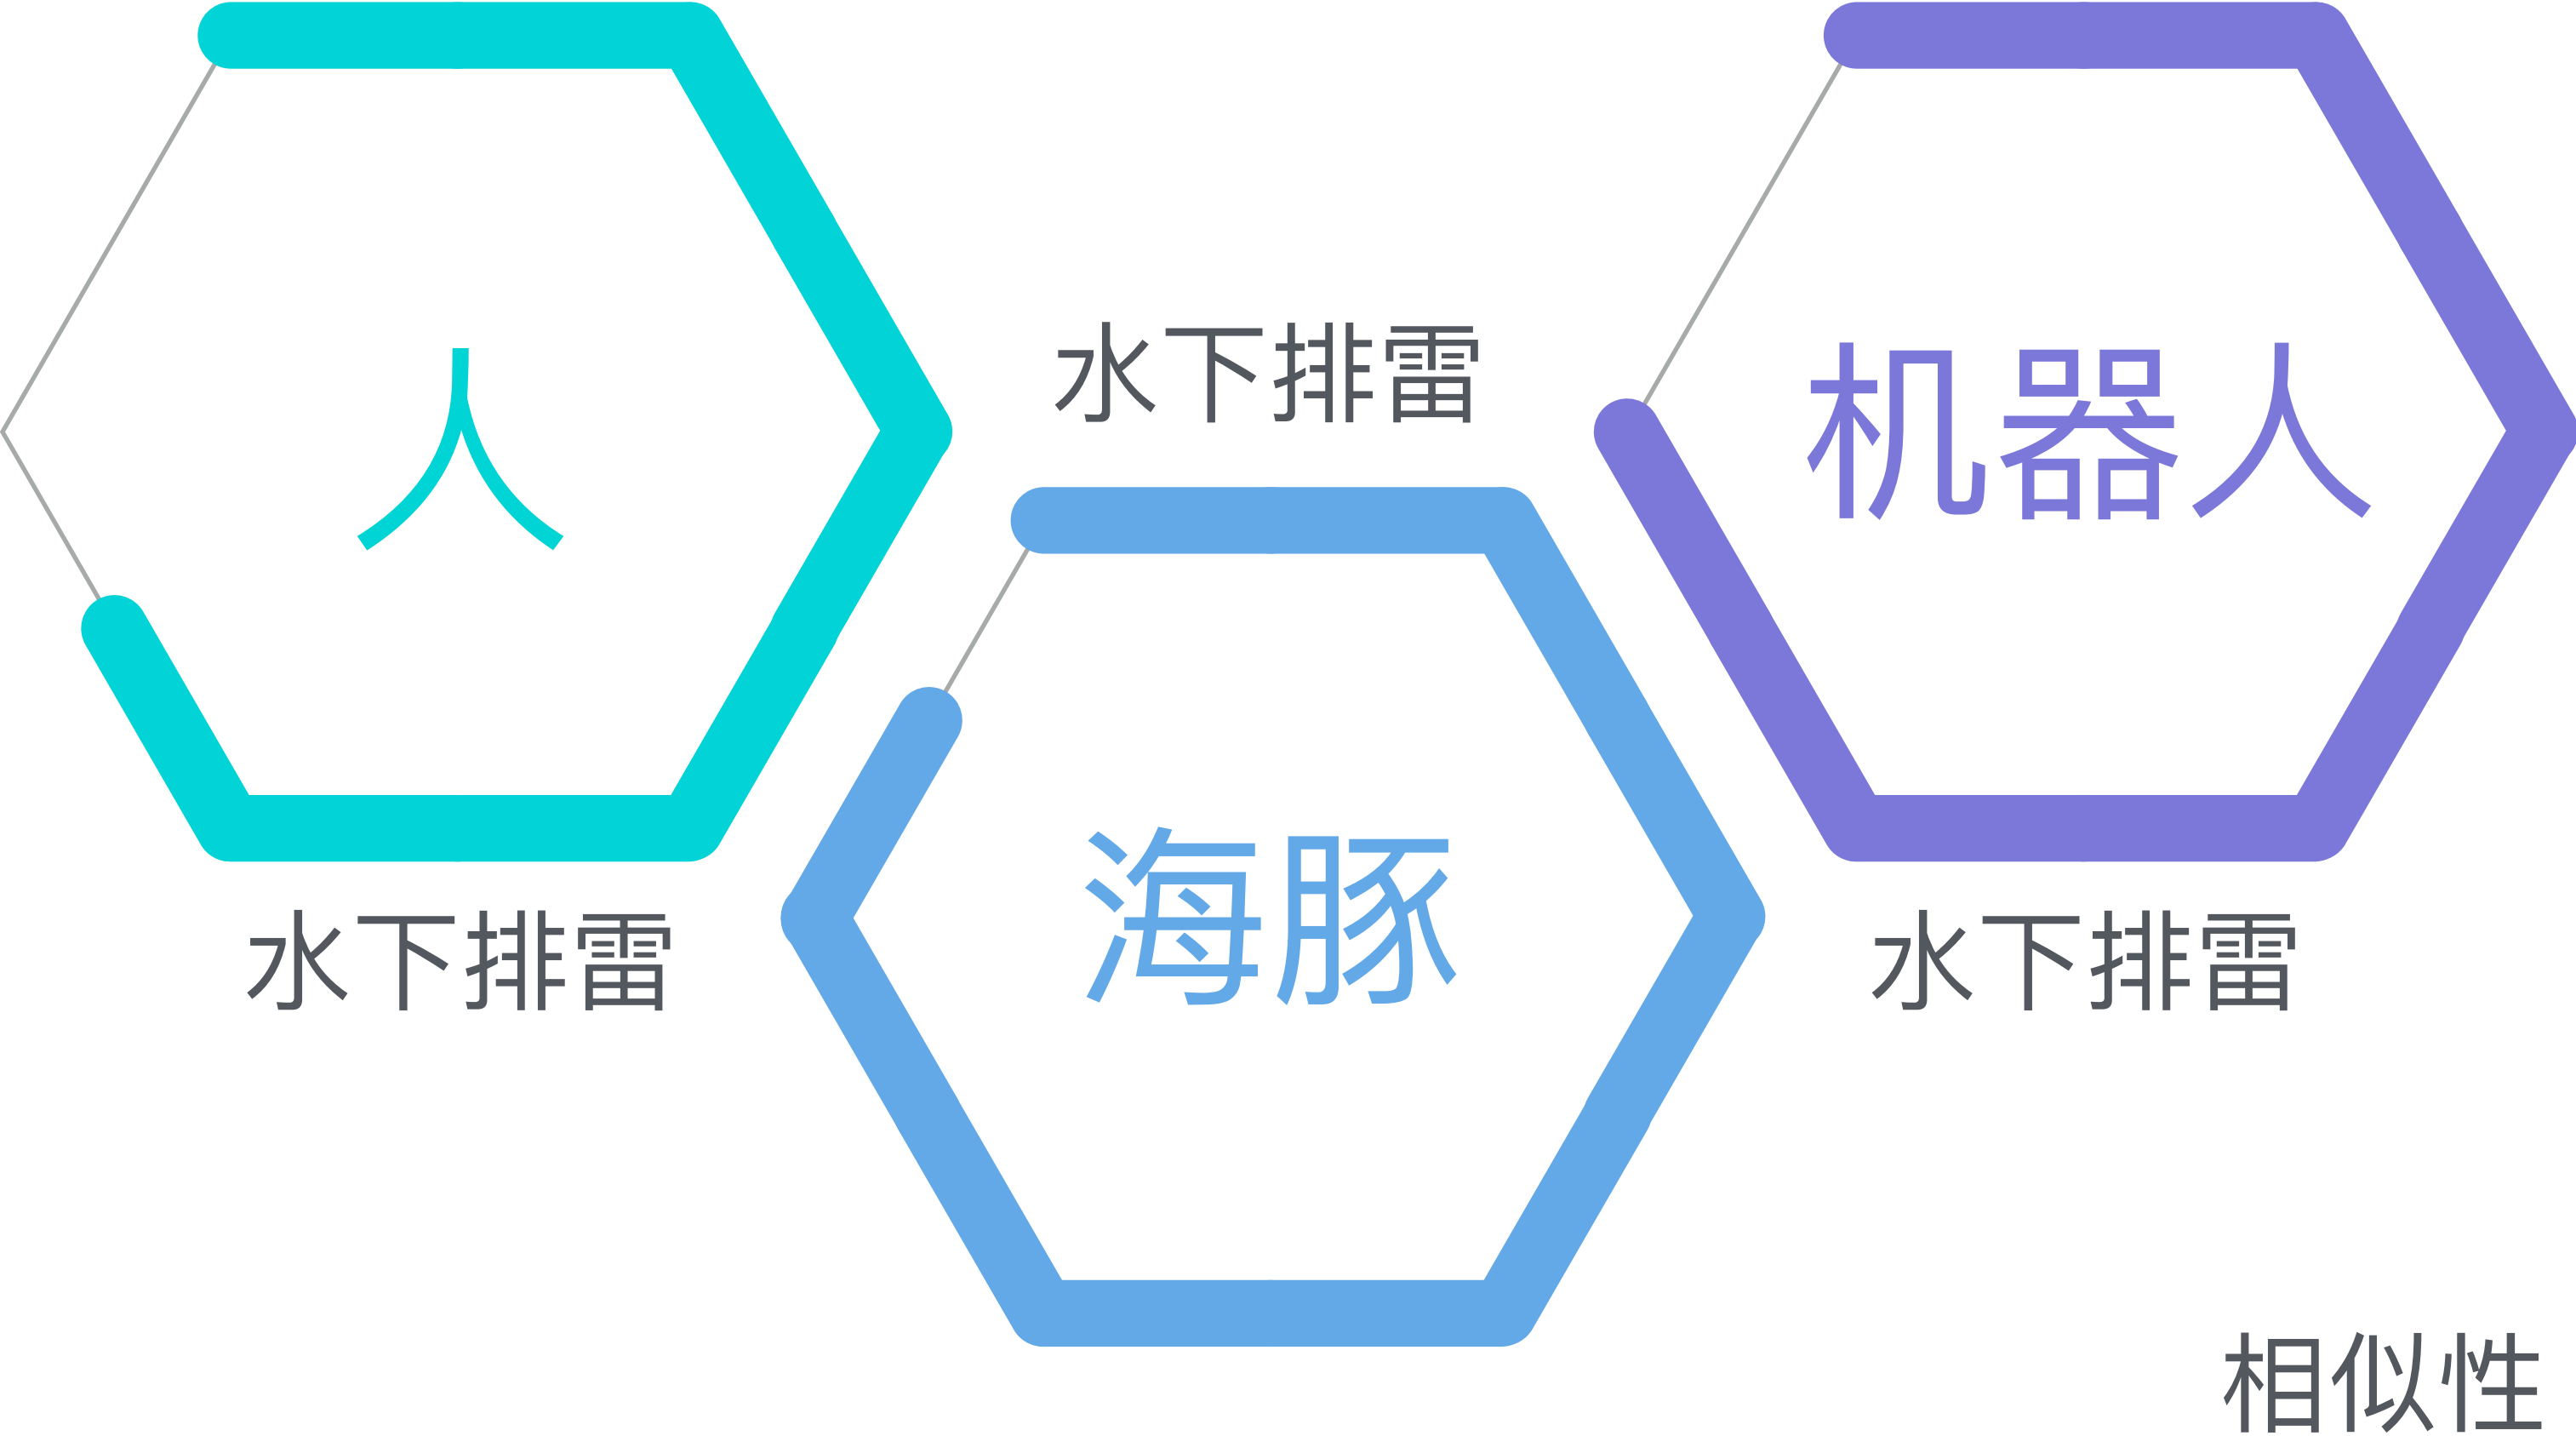 人
水下排雷
水下排雷
海豚
机器人
水下排雷
相似性